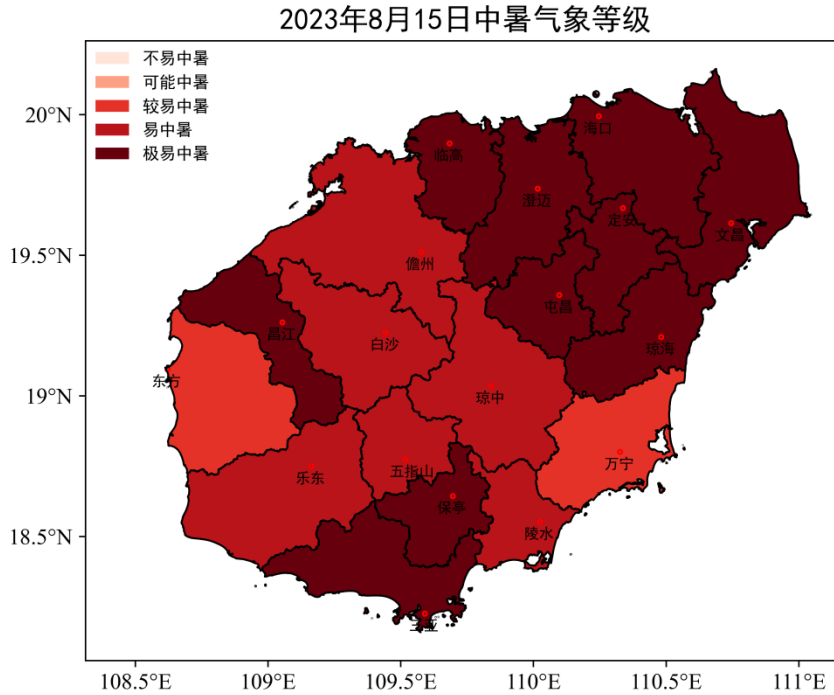 2023年8月15日中暑气象等级
不易中暑
可能中暑
较易中暑
易中暑
极易中暑
20°N
19.5°N
19°N
18.5°N
海口
临高
澄迈
定安
文昌
儋州
屯昌
昌江
白沙
琼海
东方
琼中
五指山
乐东
万宁
保亭
陵水
三亚
108.5°E
109°E
109.5°E
110°E
110.5°E
111°E